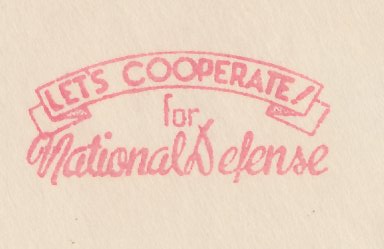 LET'S COOPERATE!
for
National Defense